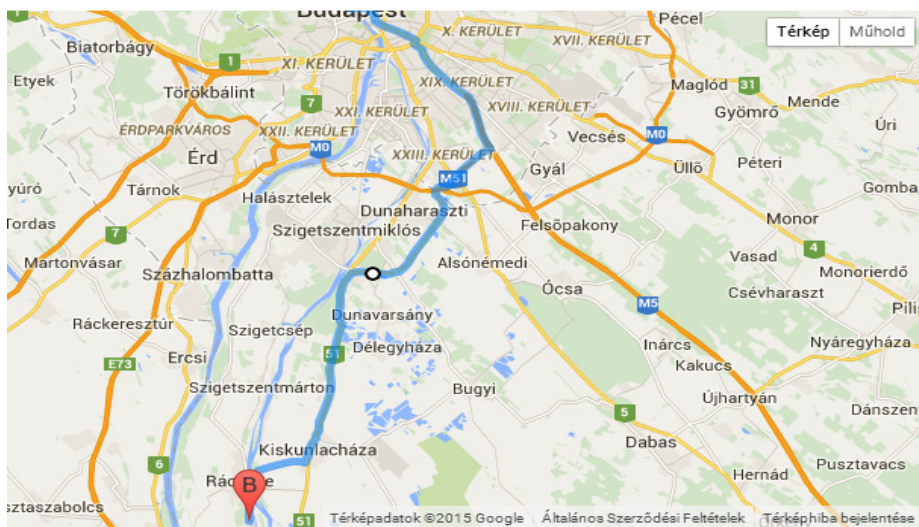 Budapest
X. KERÜLET
Pécel
Biatorbágy
XVII. KERÜLET
Térkép
Műhold
XI. KERÜLET
1
Etyek
Törökbálint
XIX. KERÜLET
Maglód
31
7
XXI. KERÜLET
XVIII. KERÜLET
Gyömrő
Mende
ÉRDPARKVÁROS
XXII. KERÜLET
Vecsés
M0
Úri
M0
Érd
XXIII. KERÜLET
Gyál
Üllő
Péteri
M51
Tárnok
Halásztelek
Gomba
Dunaharaszti
Tordas
7
Szigetszentmiklós
Felsőpakony
Monor
4
Martonvásár
Százhalombatta
Alsónémedi
Vasad
Monorierdő
Ócsa
Csévharaszt
Dunavarsány
M5
Pilis
Ráckeresztúr
Szigetcsép
Délegyháza
Inárcs
Nyáregyháza
E73
Ercsi
51
Kakucs
Szigetszentmárton
Bugyi
Újhartyán
5
Dánszen
Dabas
Kiskunlacháza
6
Pusztavacs
Hernád
B
sztaszabolcs
51
Térképadatok ©2015 Google
Általános Szerződési Feltételek
Térképhiba bejelentése